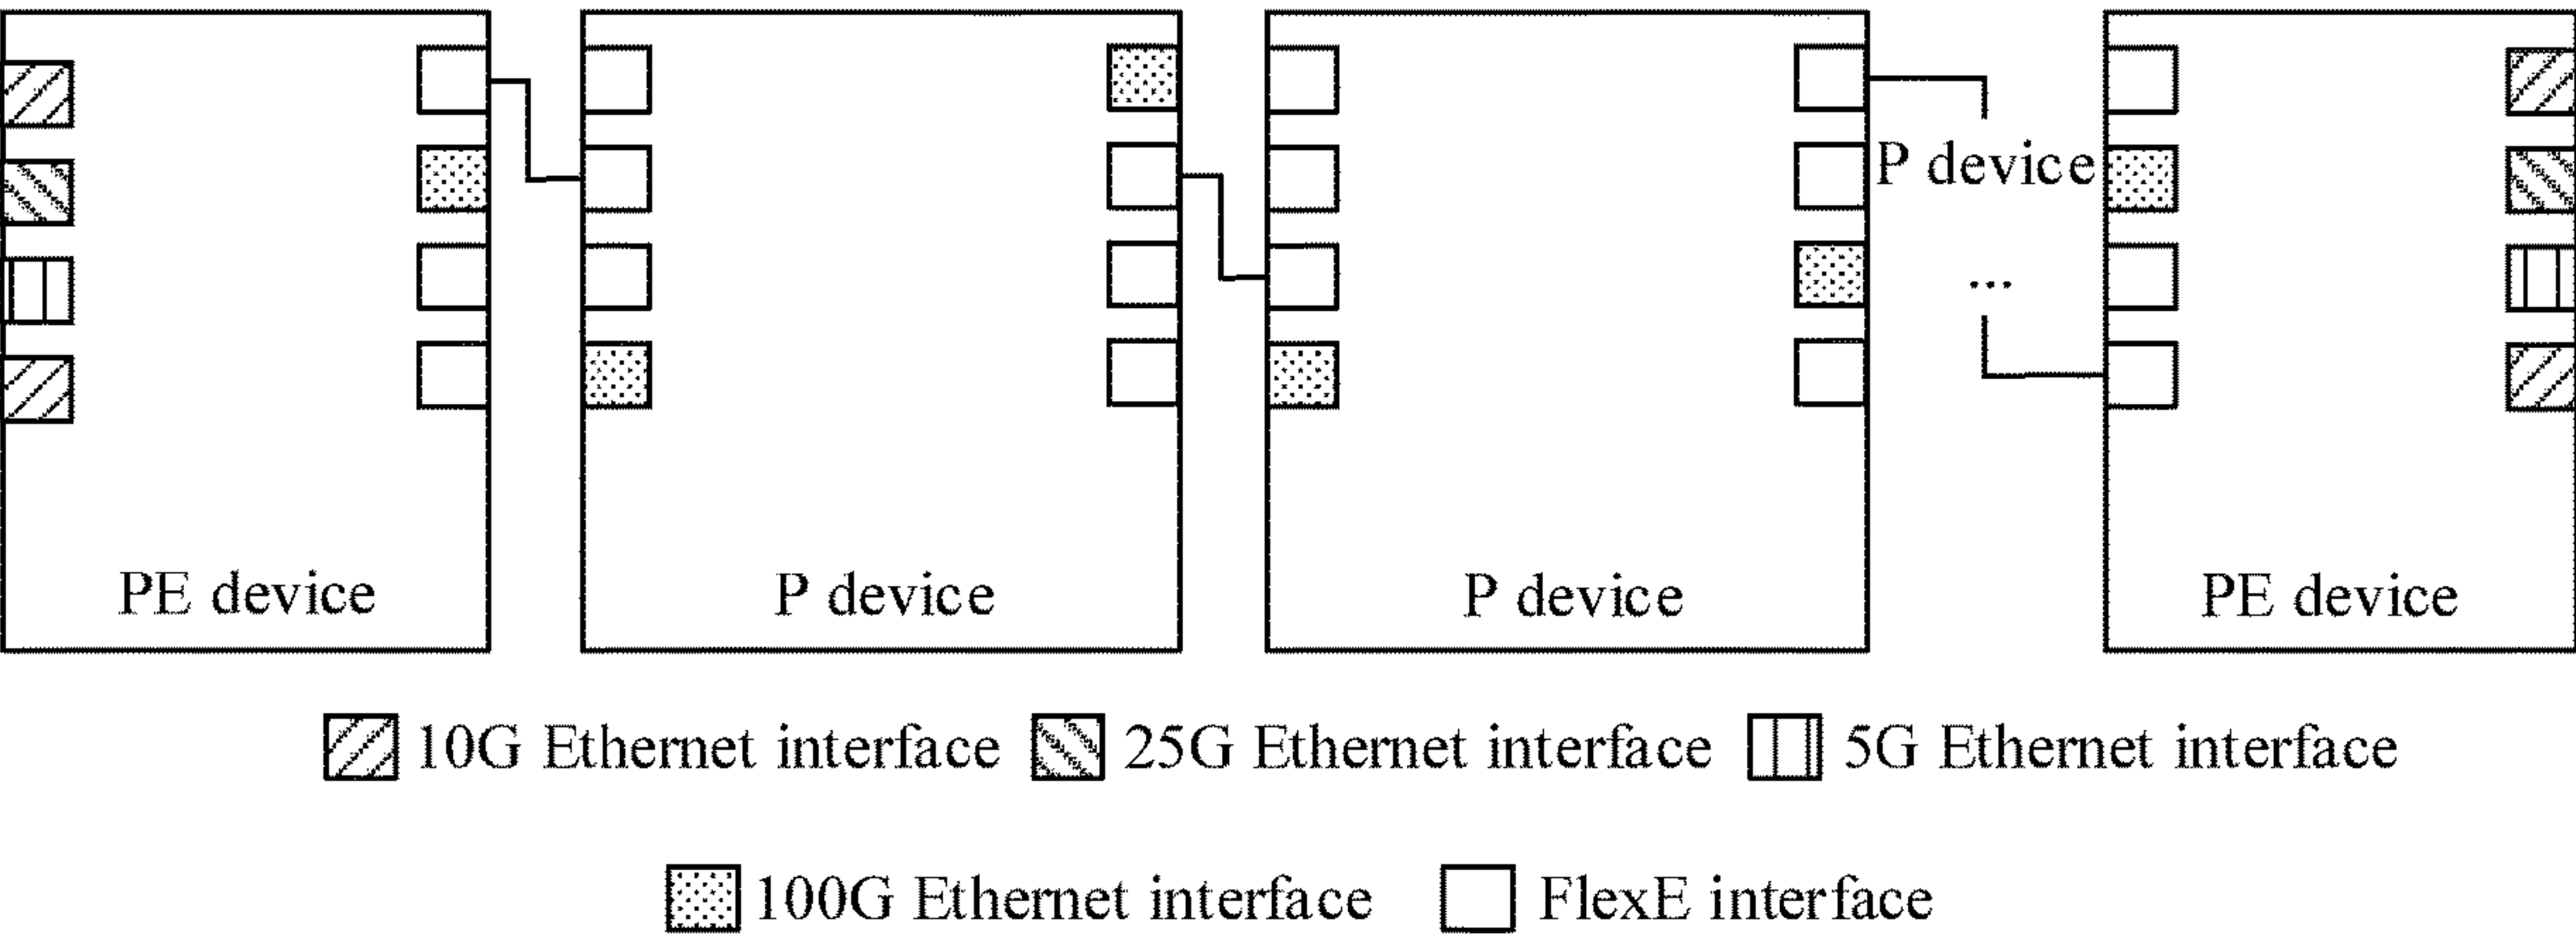 P device
...
PE device
P device
P device
PE device
10G Ethernet interface
25G Ethernet interface
5G Ethernet interface
100G Ethernet interface
FlexE interface